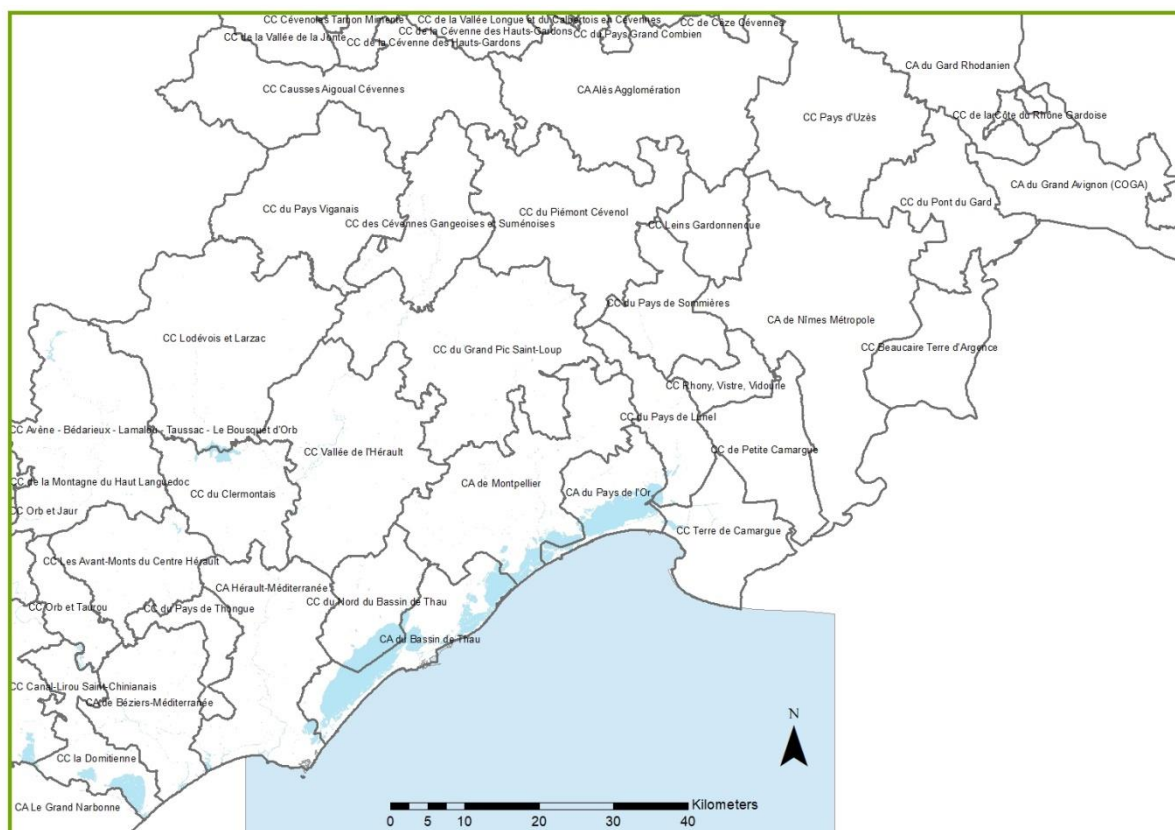 CC Cévenoles Tarnon Mimente
CC de la Vallée Longue et du Calbertois en Cévennes
CC de Cèze Cévennes
CC de la Vallée de la Jonte
CC de la Cévenne des Hauts-Gardons
CC de la Cévenne des Hauts-Gardons
CC du Pays Grand Combien
CA du Gard Rhodanien
CC Causses Aigoual Cévennes
CA Alès Agglomération
CC Pays d'Uzès
CC de la Côte du Rhône Gardoise
CA du Grand Avignon (COGA)
CC du Pays Viganais
CC du Piémont Cévenol
CC du Pont du Gard
CC des Cévennes Gangeoises et Suménoises
CC Leins Gardonnenque
CC du Pays de Sommières
CA de Nîmes Métropole
CC Lodévois et Larzac
CC du Grand Pic Saint-Loup
CC Beaucaire Terre d'Argence
CC Rhony, Vistre, Vidourle
CC du Pays de Lunel
CC Avène - Bédarieux - Lamalou - Taussac - Le Bousquet d'Orb
CC Vallée de l'Hérault
CC de Petite Camargue
CC de la Montagne du Haut Languedoc
CC du Clermontais
CA de Montpellier
CA du Pays de l'Or
CC Orb et Jaur
CC Terre de Camargue
CC Les Avant-Monts du Centre Hérault
CA Hérault-Méditerranée
CC du Nord du Bassin de Thau
CC Orb et Taurou
CC du Pays de Thongue
CA du Bassin de Thau
CC Canal-Lirou Saint-Chinianais
CA de Béziers-Méditerranée
CC la Domitienne
CA Le Grand Narbonne
N
Kilometers
0 5 10 20 30 40